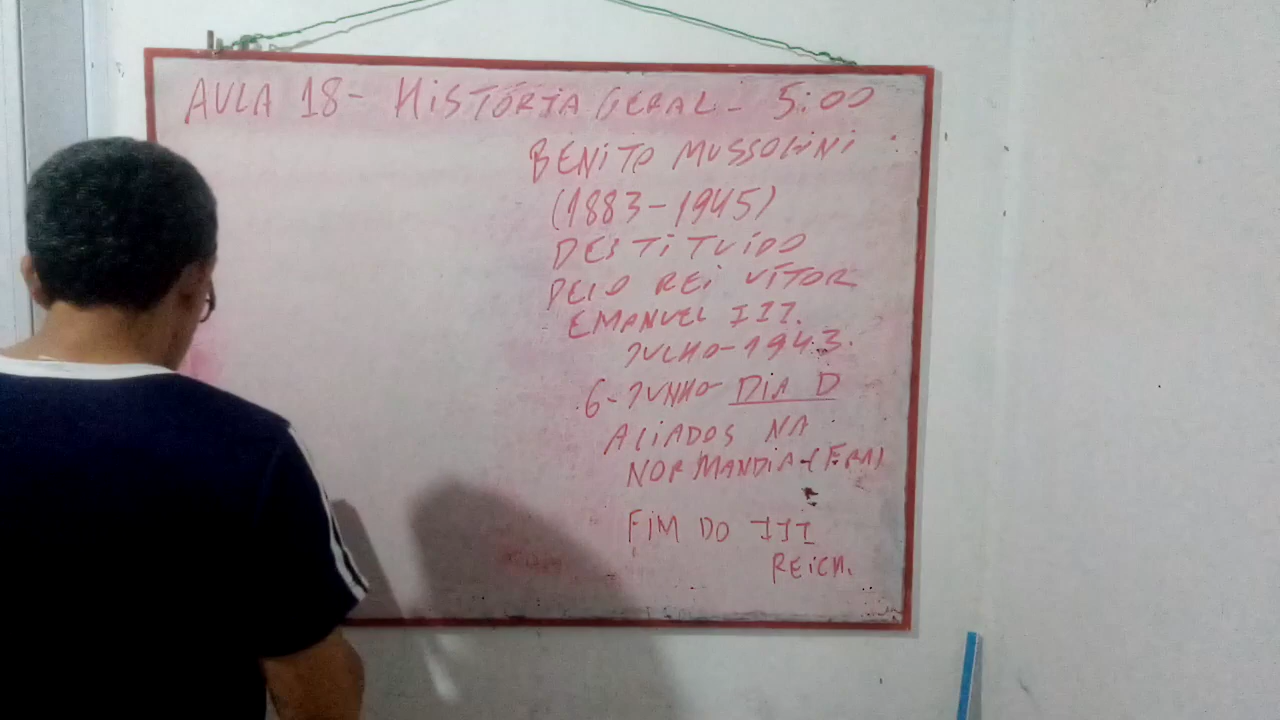 AULA 18 - HISTÓRIA GERAL - 5:00
BENITO MUSSOLINI
(1883-1945)
DESTITUIDO
PELO REI VÍTOR
EMANUEL III.
JULHO-1943.
6-JUNHO-DIA D
ALIADOS NA
NORMANDIA-(FRA)
FIM DO III
REICH.